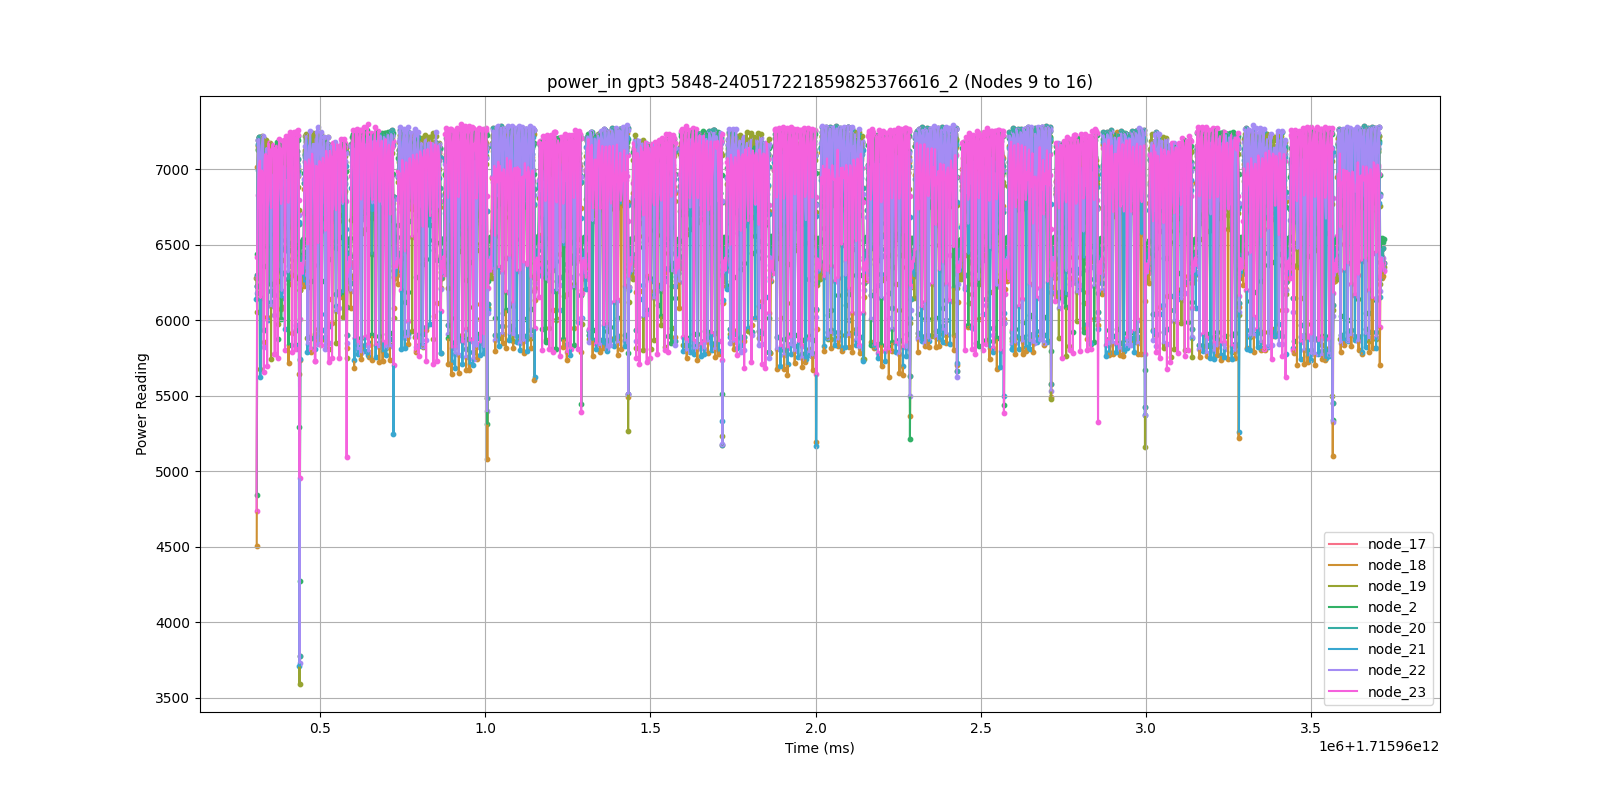 power_in gpt3 5848-240517221859825376616_2 (Nodes 9 to 16)
7000
6500
6000
5500
5000
4500
4000
3500
Power Reading
node_17
node_18
node_19
node_2
node_20
node_21
node_22
node_23
0.5 1.0 1.5 2.0 2.5 3.0 3.5
Time (ms)
1e6+1.71596e12